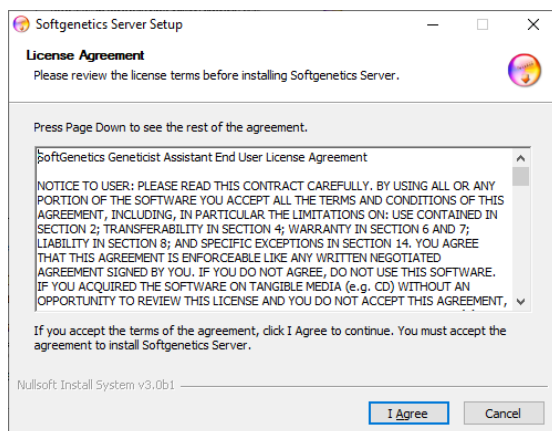 Softgenetics Server Setup
License Agreement
Please review the license terms before installing Softgenetics Server.
Press Page Down to see the rest of the agreement.
SoftGenetics Geneticist Assistant End User License Agreement
NOTICE TO USER: PLEASE READ THIS CONTRACT CAREFULLY. BY USING ALL OR ANY
PORTION OF THE SOFTWARE YOU ACCEPT ALL THE TERMS AND CONDITIONS OF THIS
AGREEMENT, INCLUDING, IN PARTICULAR THE LIMITATIONS ON: USE CONTAINED IN
SECTION 2; TRANSFERABILITY IN SECTION 4; WARRANTY IN SECTION 6 AND 7;
LIABILITY IN SECTION 8; AND SPECIFIC EXCEPTIONS IN SECTION 14. YOU AGREE
THAT THIS AGREEMENT IS ENFORCEABLE LIKE ANY WRITTEN NEGOTIATED
AGREEMENT SIGNED BY YOU. IF YOU DO NOT AGREE, DO NOT USE THIS SOFTWARE.
IF YOU ACQUIRED THE SOFTWARE ON TANGIBLE MEDIA (e.g. CD) WITHOUT AN
OPPORTUNITY TO REVIEW THIS LICENSE AND YOU DO NOT ACCEPT THIS AGREEMENT,
If you accept the terms of the agreement, click I Agree to continue. You must accept the
agreement to install Softgenetics Server.
Nullsoft Install System v3.0b1
I Agree
Cancel